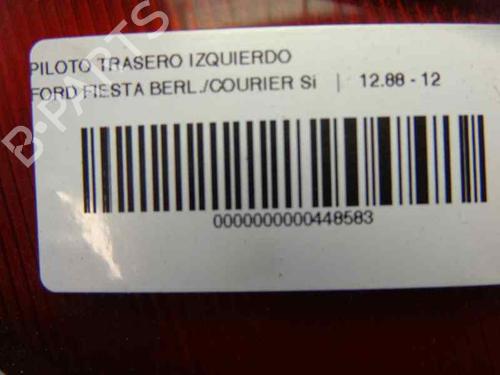 PILOTO TRASERO IZQUIERDO
FORD FIESTA BERL./COURIER Si | 12.88 - 12
0000000000448583
B-PARTS